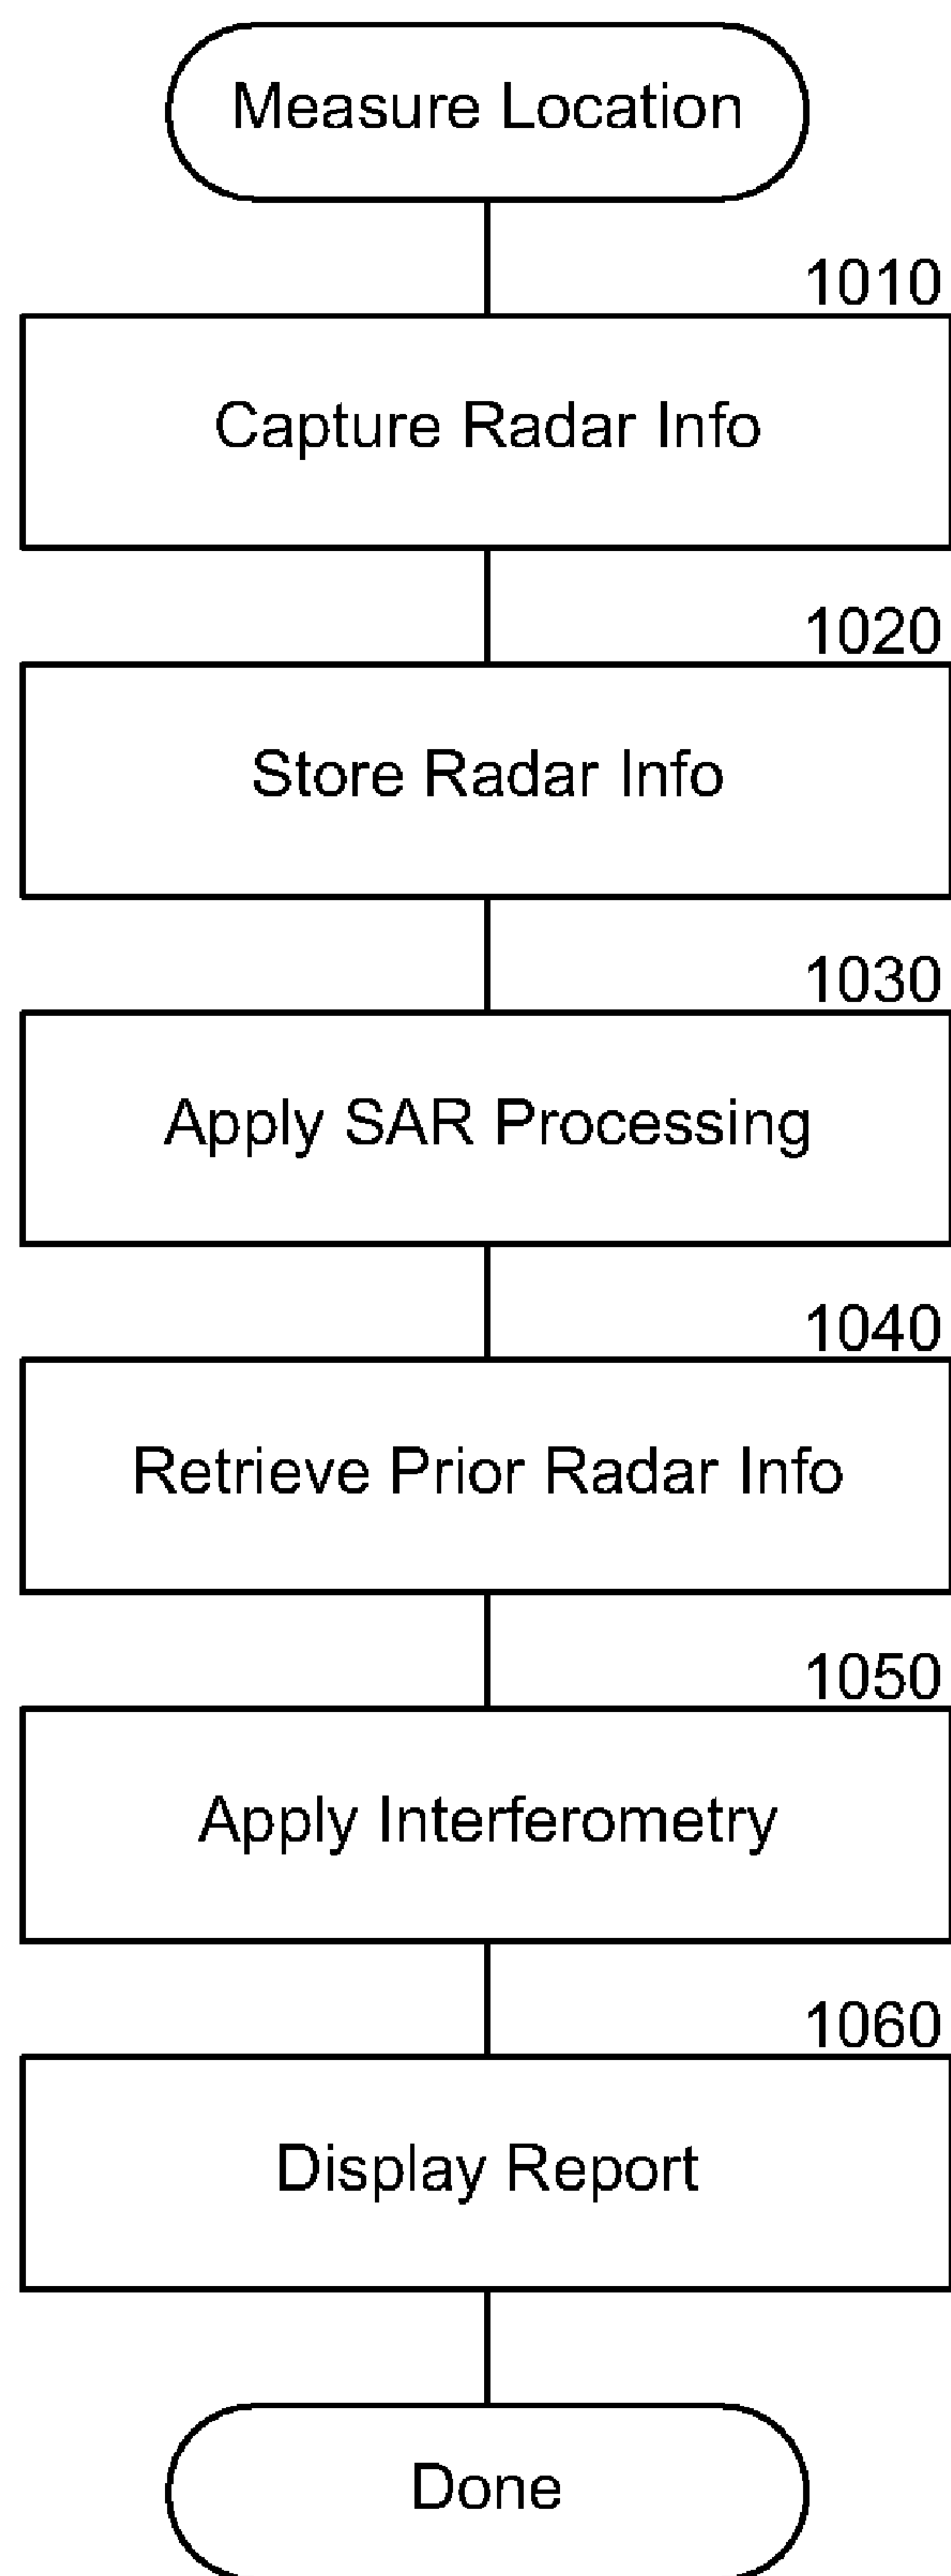 Measure Location
1010
Capture Radar Info
1020
Store Radar Info
1030
Apply SAR Processing
1040
Retrieve Prior Radar Info
1050
Apply Interferometry
1060
Display Report
Done